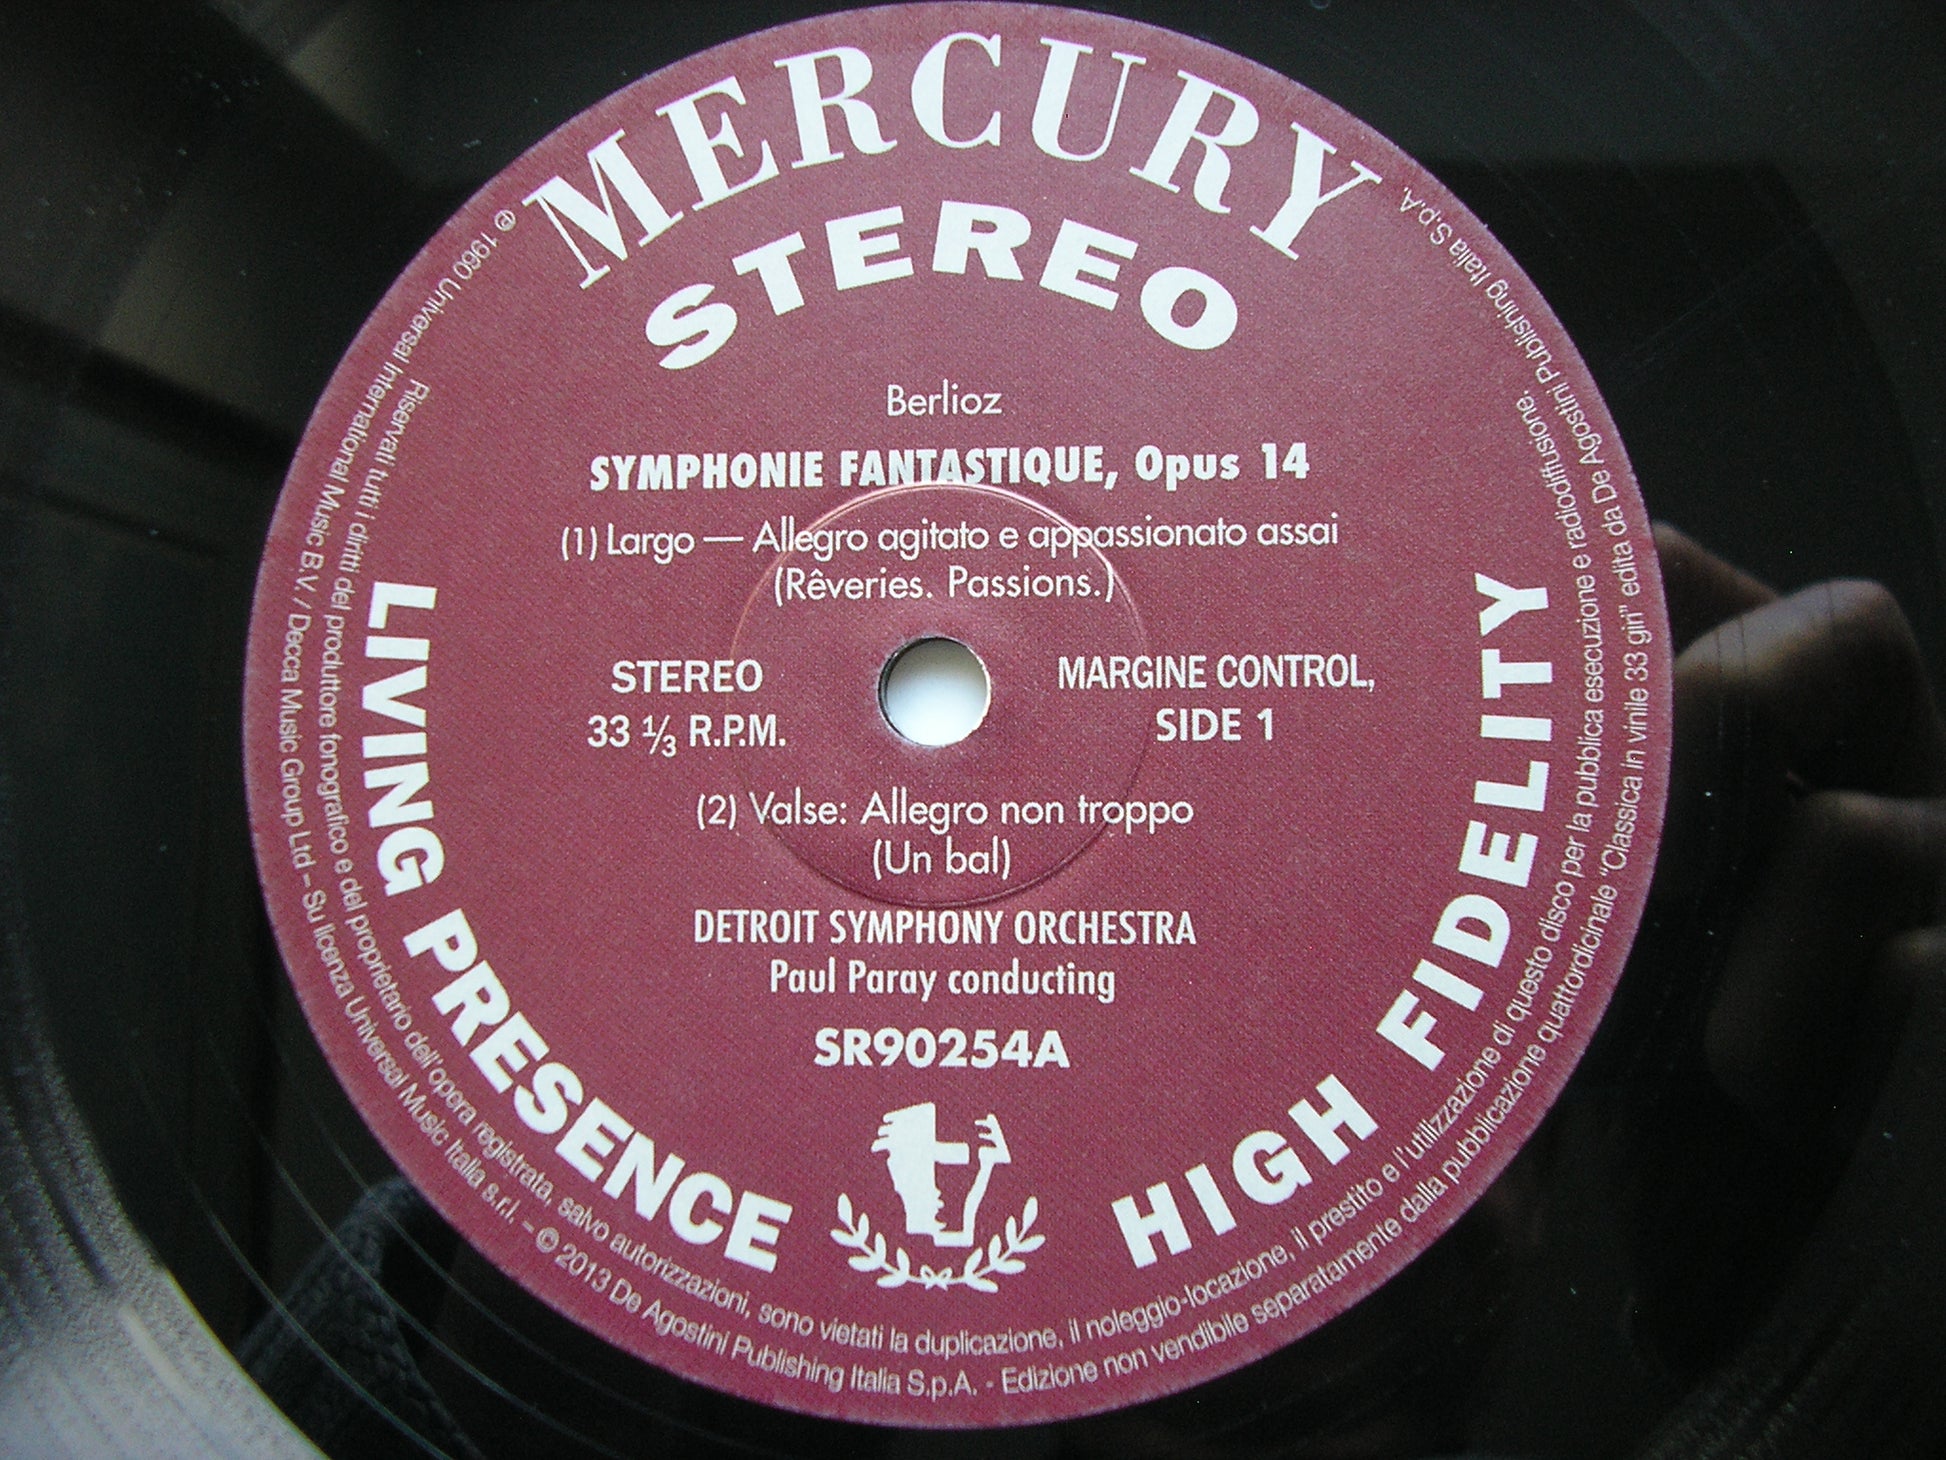 MERCURY
STEREO
Berlioz
SYMPHONIE FANTASTIQUE, Opus 14
(1) Largo — Allegro agitato e appassionato assai
(Rêveries. Passions.)
STEREO
33 ⅓ R.P.M.
MARGINE CONTROL,
SIDE 1
(2) Valse: Allegro non troppo
(Un bal)
DETROIT SYMPHONY ORCHESTRA
Paul Paray conducting
SR90254A
LIVING PRESENCE
HIGH FIDELITY
Riservati tutti i diritti del produttore fonografico e del proprietario dell'opera registrata, salvo autorizzazioni, sono vietati la duplicazione, il noleggio-locazione, il prestito e l'utilizzazione di questo disco per la pubblica esecuzione e radiodiffusione.
℗ 1960 Universal International Music B.V. / Decca Music Group Ltd – Su licenza Universal Music Italia s.r.l. – © 2013 De Agostini Publishing Italia S.p.A. - Edizione non vendibile separatamente dalla pubblicazione quattordicinale "Classica in vinile 33 giri" edita da De Agostini Publishing Italia S.p.A.